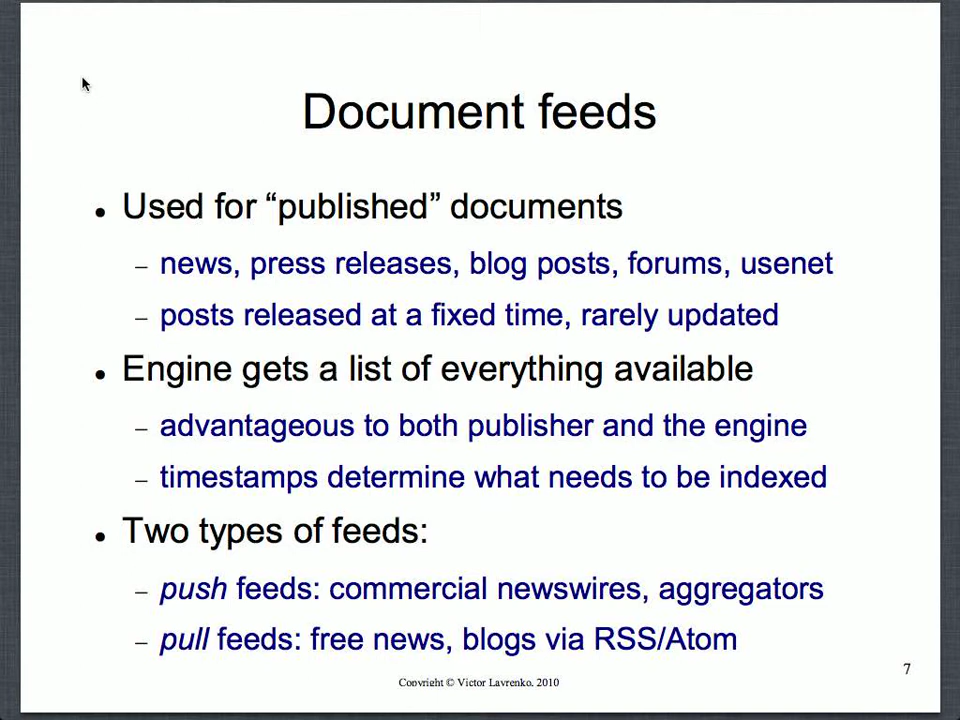 Document feeds
● Used for “published” documents
– news, press releases, blog posts, forums, usenet
– posts released at a fixed time, rarely updated
● Engine gets a list of everything available
– advantageous to both publisher and the engine
– timestamps determine what needs to be indexed
● Two types of feeds:
– push feeds: commercial newswires, aggregators
– pull feeds: free news, blogs via RSS/Atom
7
Copyright © Victor Lavrenko, 2010